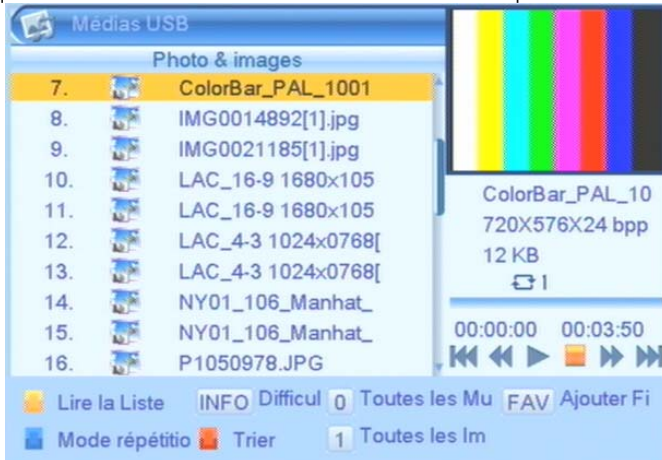 Médias USB
Photo & images
7. ColorBar_PAL_1001
8. IMG0014892[1].jpg
9. IMG0021185[1].jpg
10. LAC_16-9 1680x105
11. LAC_16-9 1680x105
12. LAC_4-3 1024x0768[
13. LAC_4-3 1024x0768[
14. NY01_106_Manhat_
15. NY01_106_Manhat_
16. P1050978.JPG
ColorBar_PAL_10
720X576X24 bpp
12 KB
1
00:00:00 00:03:50
Lire la Liste INFO Difficul 0 Toutes les Mu FAV Ajouter Fi
Mode répétitio Trier 1 Toutes les Im